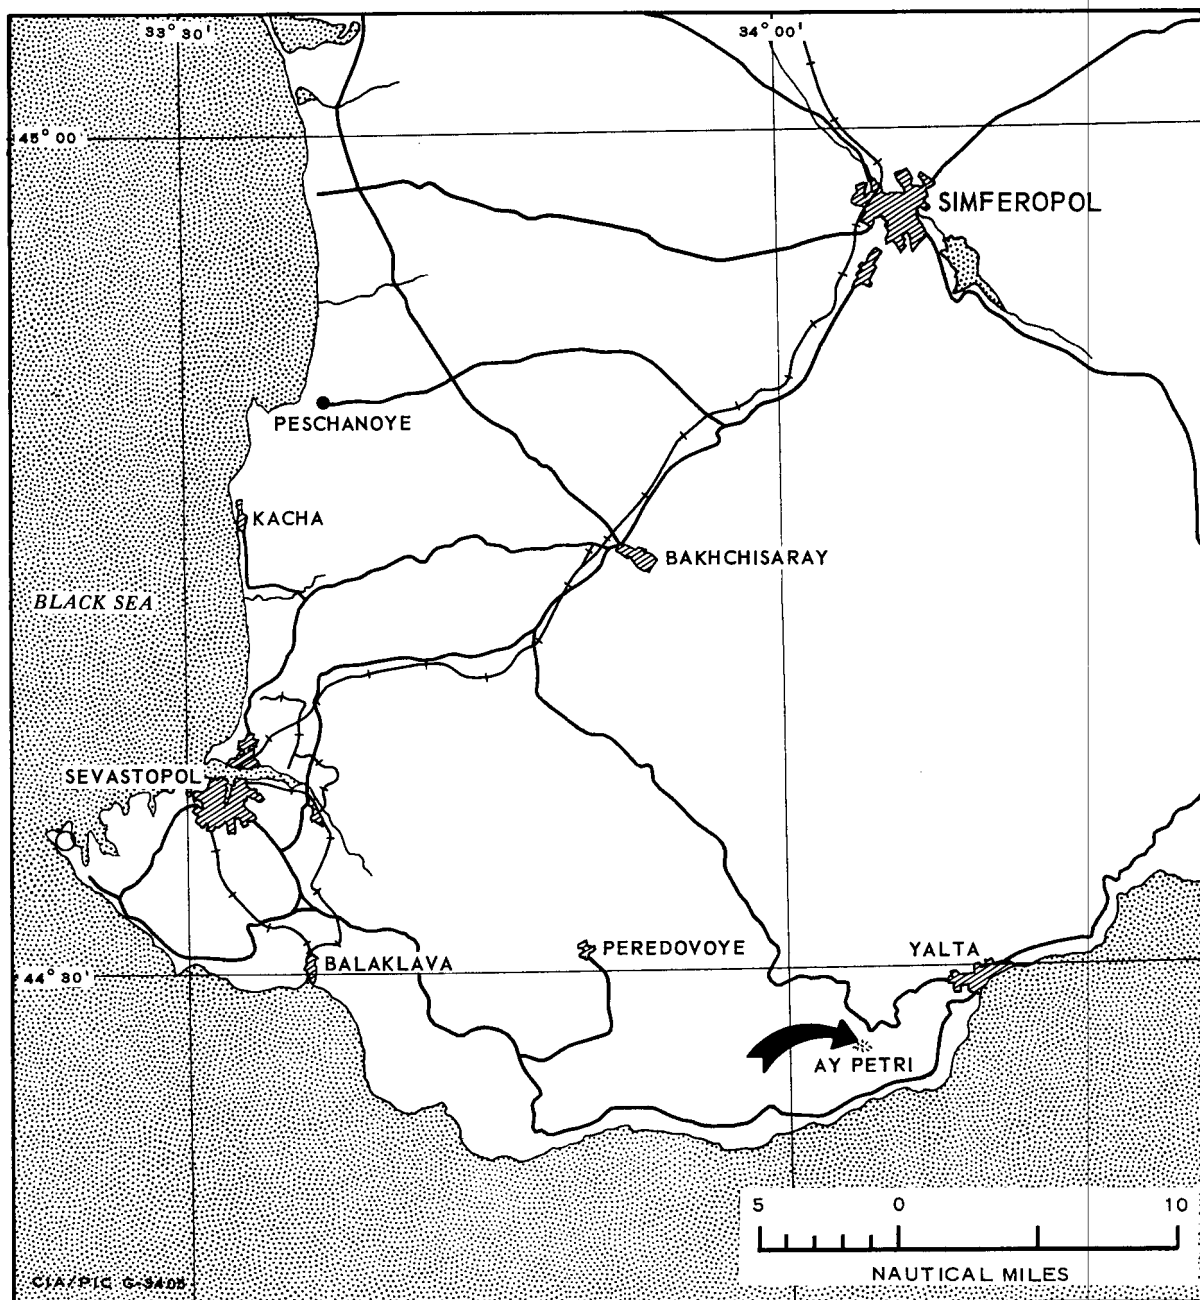 33° 30'
34° 00'
45° 00'
SIMFEROPOL
PESCHANOYE
KACHA
BAKHCHISARAY
BLACK SEA
SEVASTOPOL
PEREDOVOYE
YALTA
BALAKLAVA
44° 30'
AY PETRI
5 0 10
NAUTICAL MILES
CIA/PIC G-3405